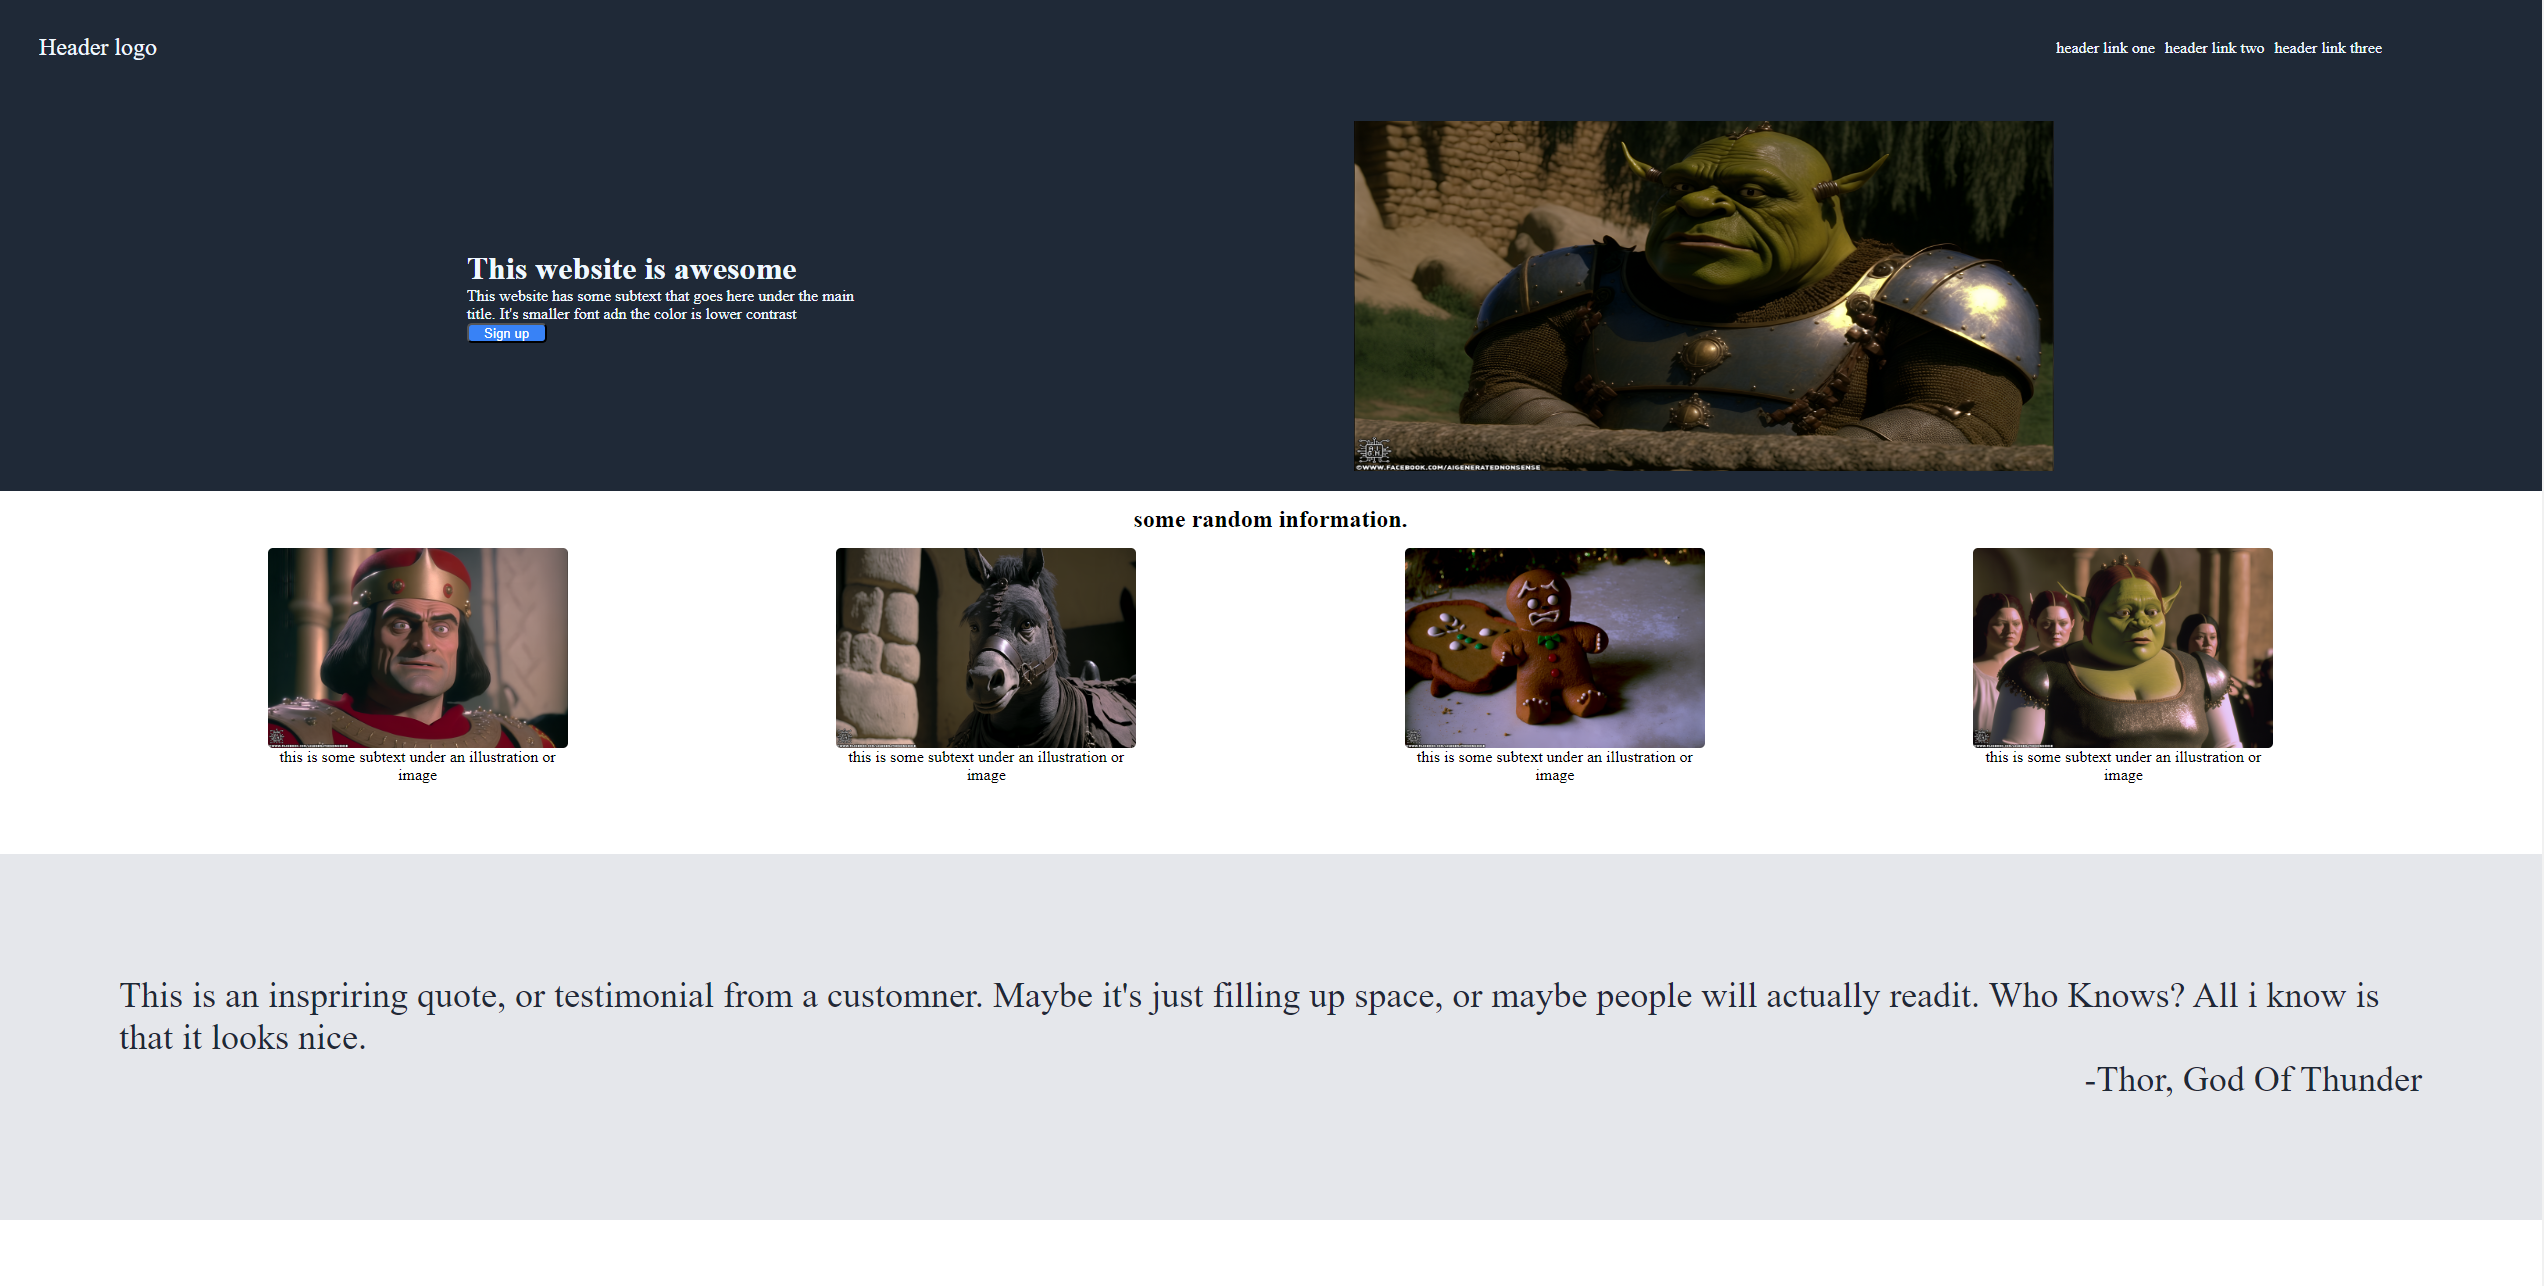 Header logo
header link one header link two header link three
This website is awesome
This website has some subtext that goes here under the main
title. It's smaller font adn the color is lower contrast
Sign up
©WWW.FACEBOOK.COM/AIGENERATEDNONSENSE
some random information.
this is some subtext under an illustration or
image
this is some subtext under an illustration or
image
this is some subtext under an illustration or
image
this is some subtext under an illustration or
image
This is an inspriring quote, or testimonial from a customner. Maybe it's just filling up space, or maybe people will actually readit. Who Knows? All i know is
that it looks nice.
-Thor, God Of Thunder